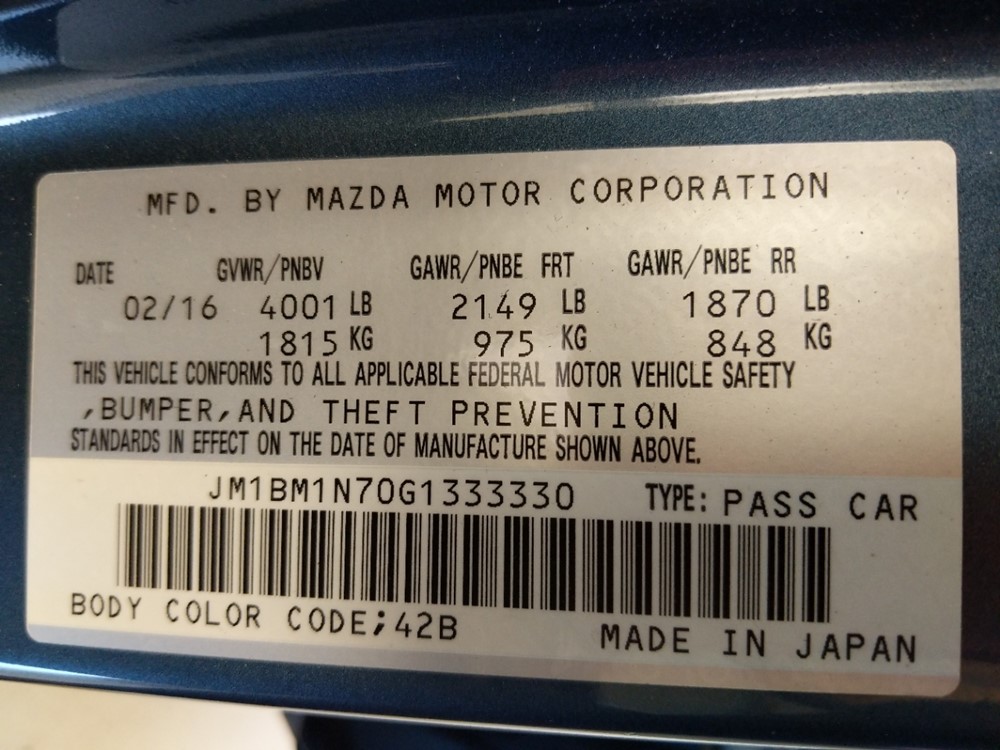 MFD. BY MAZDA MOTOR CORPORATION
DATE GVWR/PNBV GAWR/PNBE FRT GAWR/PNBE RR
02/16 4001 LB 2149 LB 1870 LB
1815 KG 975 KG 848 KG
THIS VEHICLE CONFORMS TO ALL APPLICABLE FEDERAL MOTOR VEHICLE SAFETY
,BUMPER,AND THEFT PREVENTION
STANDARDS IN EFFECT ON THE DATE OF MANUFACTURE SHOWN ABOVE.
JM1BM1N70G1333330 TYPE: PASS CAR
BODY COLOR CODE;42B MADE IN JAPAN